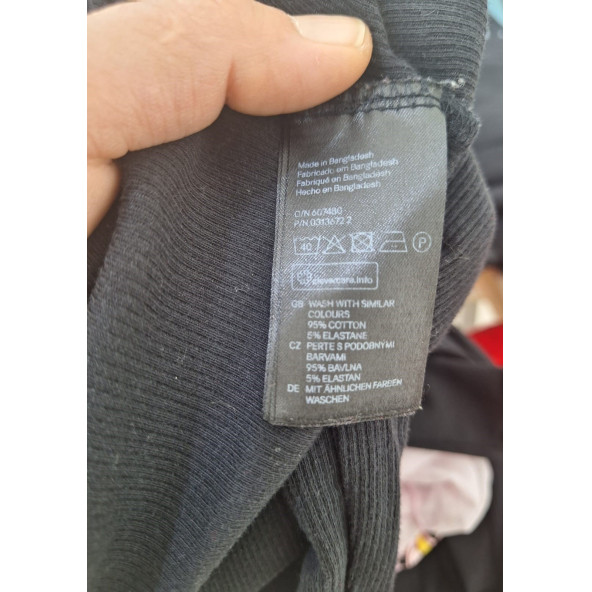 Made in Bangladesh
Fabricado em Bangladesh
Fabriqué en Bangladesh
Hecho en Bangladesh
C/N 607480
P/N 0313672 2
40 P
clevercare.info
GB WASH WITH SIMILAR
COLOURS
95% COTTON
5% ELASTANE
CZ PERTE S PODOBNÝMI
BARVAMI
95% BAVLNA
5% ELASTAN
DE MIT ÄHNLICHEN FARBEN
WASCHEN